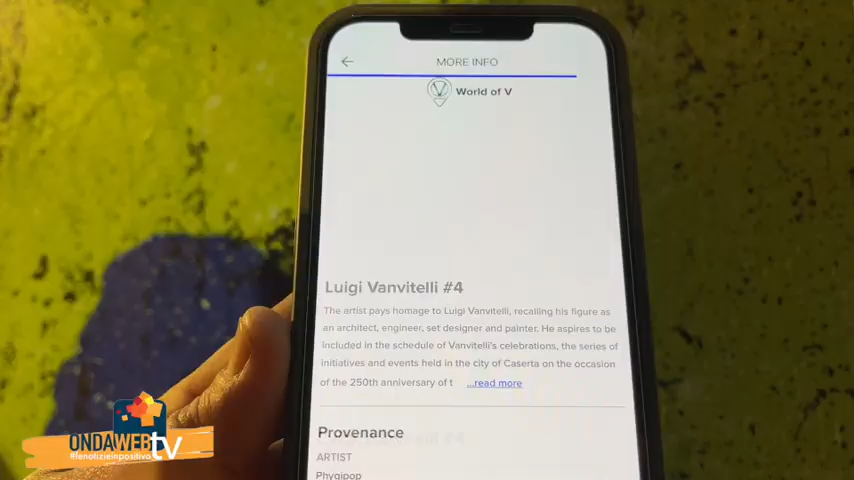 MORE INFO
World of V
Luigi Vanvitelli #4
The artist pays homage to Luigi Vanvitelli, recalling his figure as
an architect, engineer, set designer and painter. He aspires to be
included in the schedule of Vanvitelli's celebrations, the series of
initiatives and events held in the city of Caserta on the occasion
of the 250th anniversary of t ...read more
Provenance
ARTIST
Phygipop
ONDAWEB tv
#lenotizieinpositivo